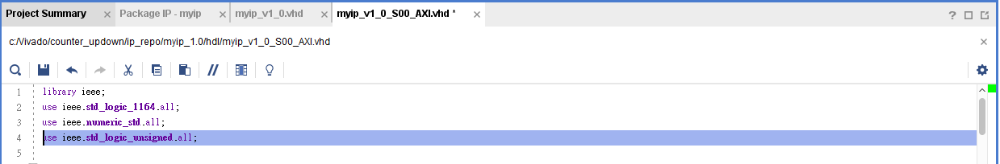 Project Summary × Package IP - myip × myip_v1_0.vhd × myip_v1_0_S00_AXI.vhd * × ?
c:/Vivado/counter_updown/ip_repo/myip_1.0/hdl/myip_v1_0_S00_AXI.vhd ×
//
1 library ieee;
2 use ieee.std_logic_1164.all;
3 use ieee.numeric_std.all;
4 use ieee.std_logic_unsigned.all;
5